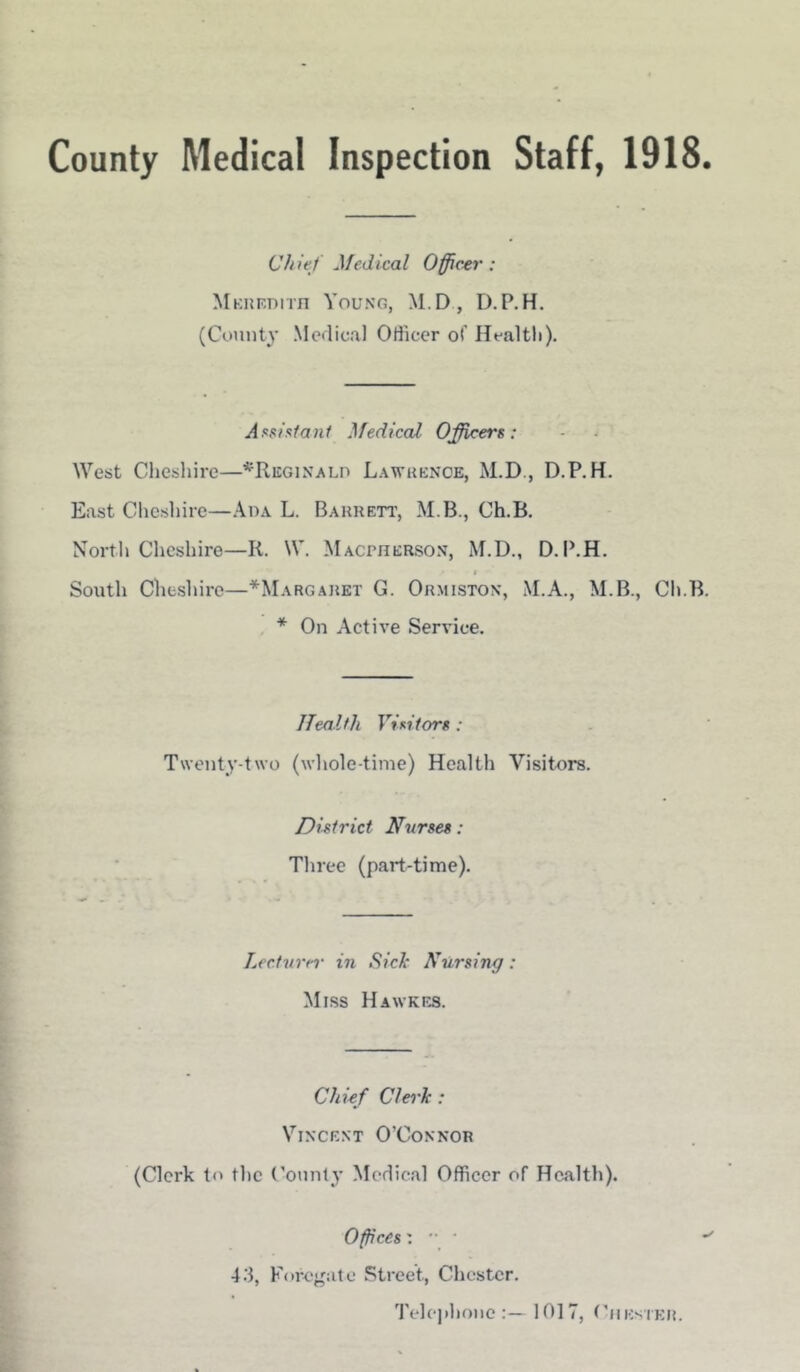 County Medical Inspection Staff, 1918.
Chief Medical Officer:
MEREDITH YOUNG, M.D., D.P.H.
(County Medical Officer of Health).
Assistant Medical Officers:
West Cheshire—*REGINALD LAWRENCE, M.D., D.P.H.
East Cheshire—ADA L. BARRETT, M.B., Ch.B.
North Cheshire—R. W. MACPHERSON, M.D., D.P.H.
South Cheshire—*MARGARET G. ORMISTON, M.A., M.B., Ch.B.
* On Active Service.
Health Visitors:
Twenty-two (whole-time) Health Visitors.
District Nurses:
Three (part-time).
Lecturer in Sick Nursing:
MISS HAWKES.
Chief Clerk:
VINCENT O'CONNOR
(Clerk to the County Medical Officer of Health).
Offices:
43, Foregate Street, Chester.
Telephone:— 1017, CHESTER.